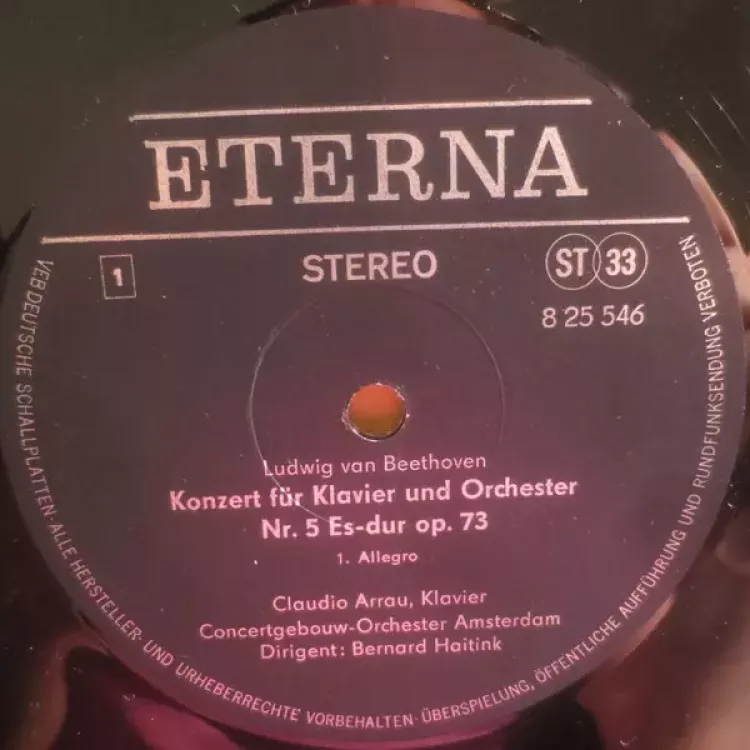 ETERNA
1
STEREO
ST 33
8 25 546
Ludwig van Beethoven
Konzert für Klavier und Orchester
Nr. 5 Es-dur op. 73
1. Allegro
Claudio Arrau, Klavier
Concertgebouw-Orchester Amsterdam
Dirigent: Bernard Haitink
VEB DEUTSCHE SCHALLPLATTEN · ALLE HERSTELLER- UND URHEBERRECHTE VORBEHALTEN · ÜBERSPIELUNG, ÖFFENTLICHE AUFFÜHRUNG UND RUNDFUNKSENDUNG VERBOTEN